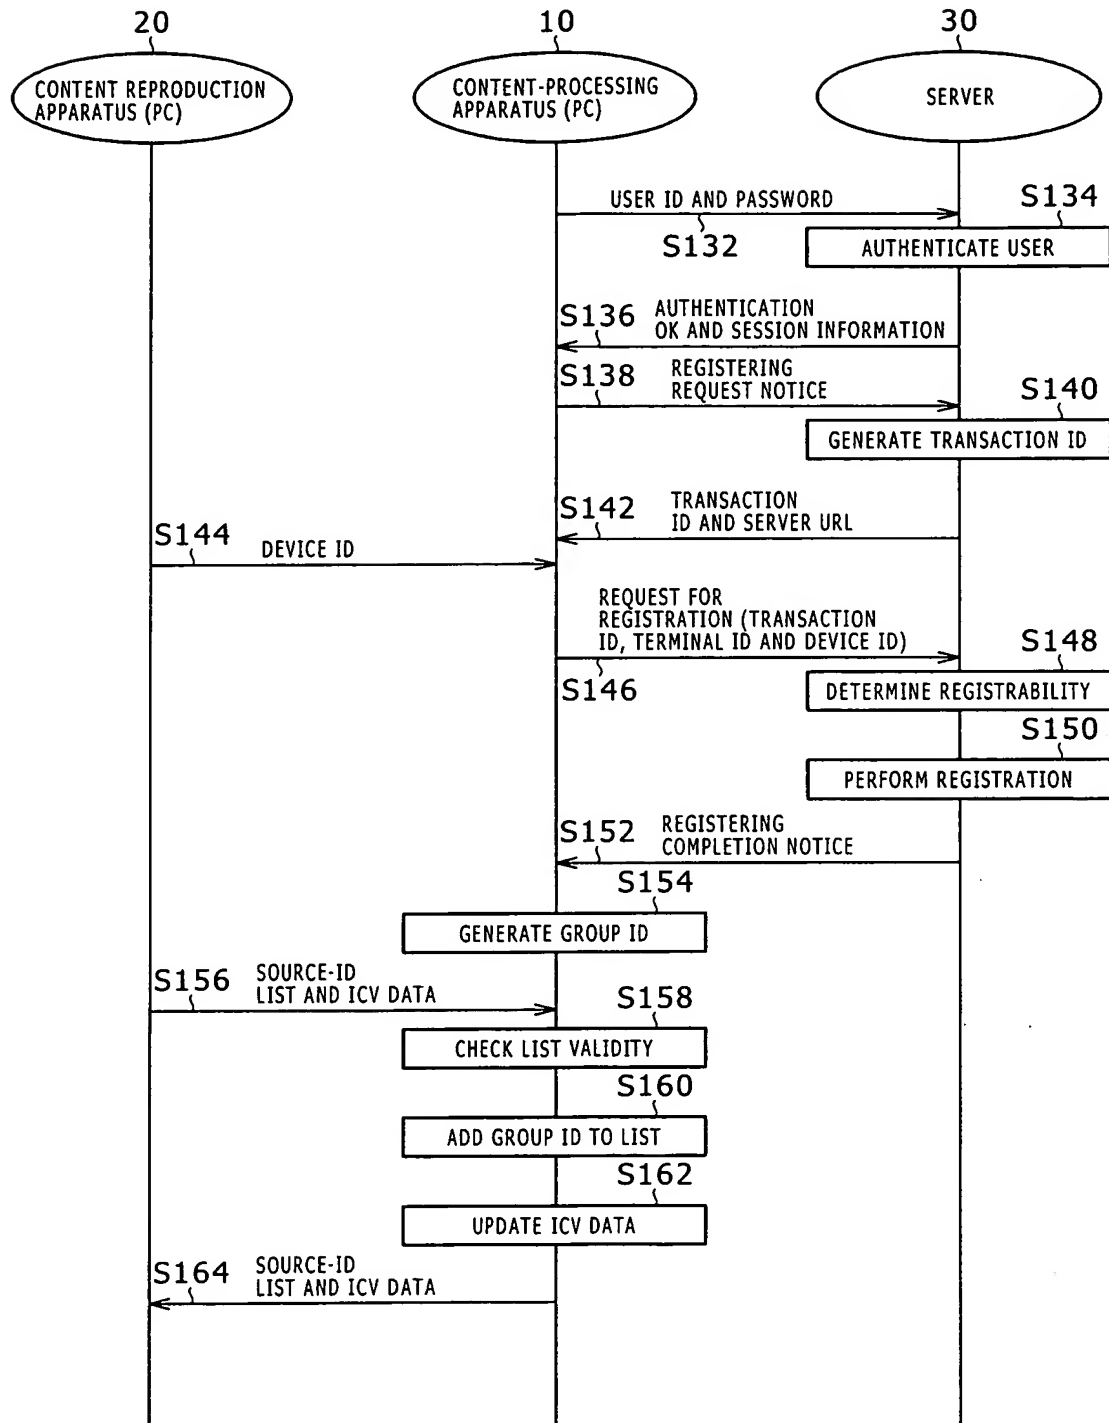 20
10
30
CONTENT REPRODUCTION
APPARATUS (PC)
CONTENT-PROCESSING
APPARATUS (PC)
SERVER
USER ID AND PASSWORD
S132
S134
AUTHENTICATE USER
S136
AUTHENTICATION
OK AND SESSION INFORMATION
S138
REGISTERING
REQUEST NOTICE
S140
GENERATE TRANSACTION ID
S142
TRANSACTION
ID AND SERVER URL
S144
DEVICE ID
REQUEST FOR
REGISTRATION (TRANSACTION
ID, TERMINAL ID AND DEVICE ID)
S146
S148
DETERMINE REGISTRABILITY
S150
PERFORM REGISTRATION
S152
REGISTERING
COMPLETION NOTICE
S154
GENERATE GROUP ID
S156
SOURCE-ID
LIST AND ICV DATA
S158
CHECK LIST VALIDITY
S160
ADD GROUP ID TO LIST
S162
UPDATE ICV DATA
S164
SOURCE-ID
LIST AND ICV DATA